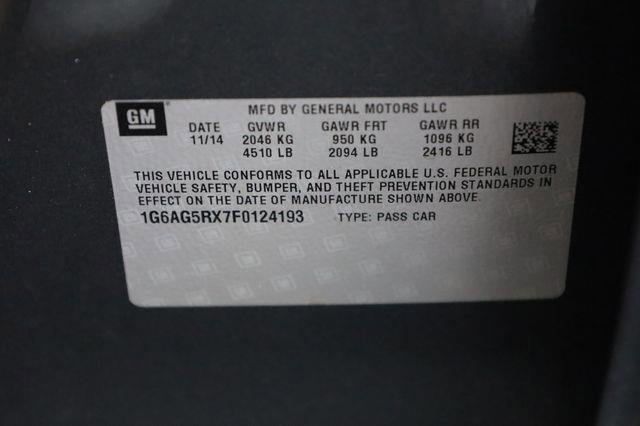 GM
MFD BY GENERAL MOTORS LLC
DATE GVWR GAWR FRT GAWR RR
11/14 2046 KG 950 KG 1096 KG
4510 LB 2094 LB 2416 LB
THIS VEHICLE CONFORMS TO ALL APPLICABLE U.S. FEDERAL MOTOR
VEHICLE SAFETY, BUMPER, AND THEFT PREVENTION STANDARDS IN
EFFECT ON THE DATE OF MANUFACTURE SHOWN ABOVE.
1G6AG5RX7F0124193 TYPE: PASS CAR